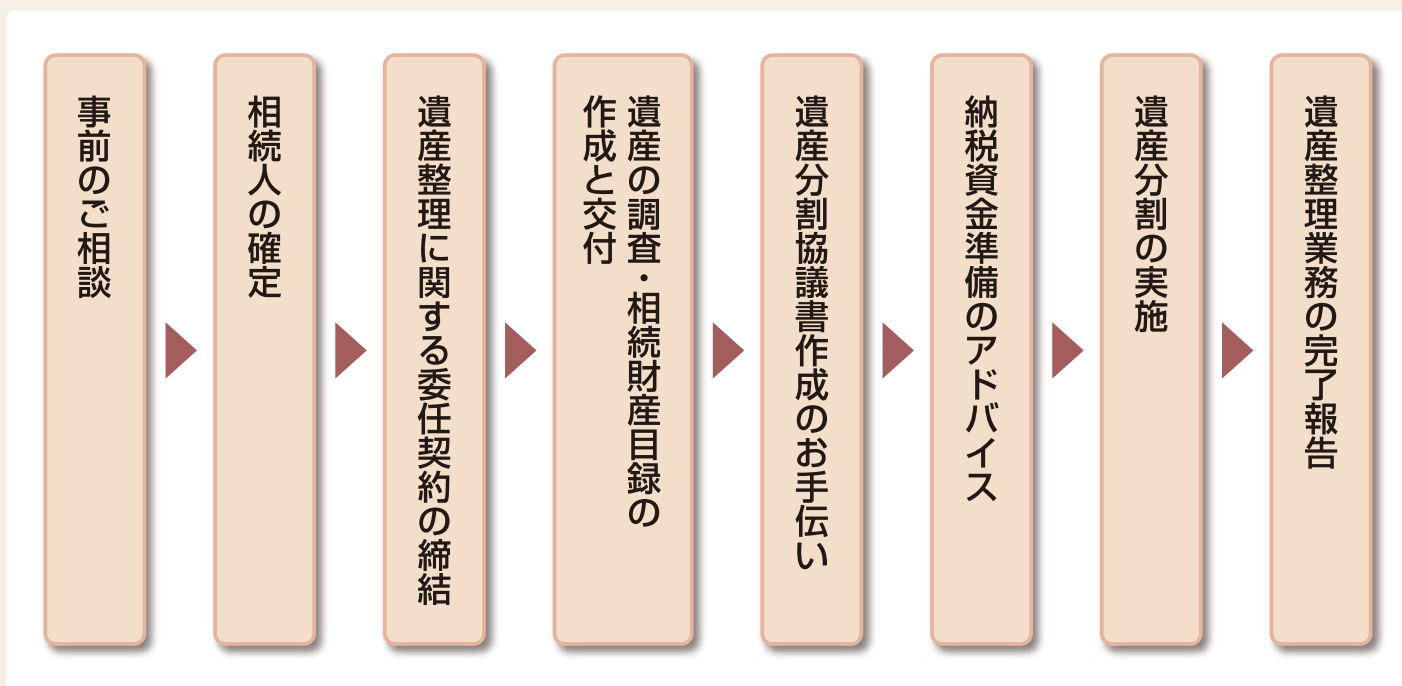 事前のご相談
相続人の確定
遺産整理に関する委任契約の締結
遺産の調査・相続財産目録の
作成と交付
遺産分割協議書作成のお手伝い
納税資金準備のアドバイス
遺産分割の実施
遺産整理業務の完了報告